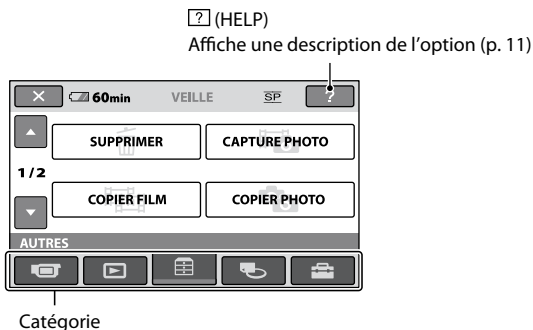 ? (HELP)
Affiche une description de l'option (p. 11)
60min VEILLE SP ?
SUPPRIMER CAPTURE PHOTO
1/2
COPIER FILM COPIER PHOTO
AUTRES
Catégorie